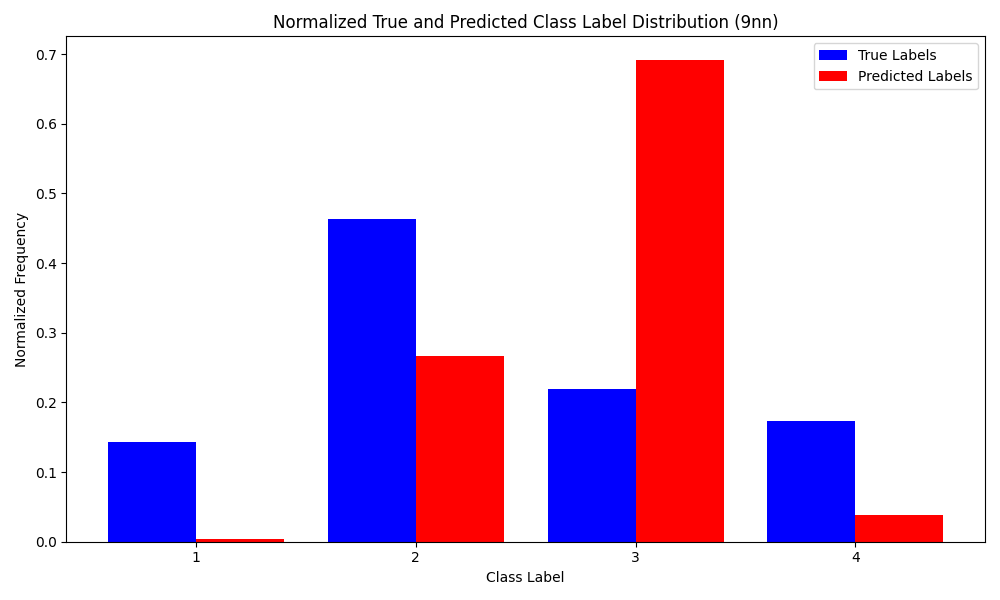 Normalized True and Predicted Class Label Distribution (9nn)
True Labels
Predicted Labels
Normalized Frequency
0.7
0.6
0.5
0.4
0.3
0.2
0.1
0.0
1 2 3 4
Class Label